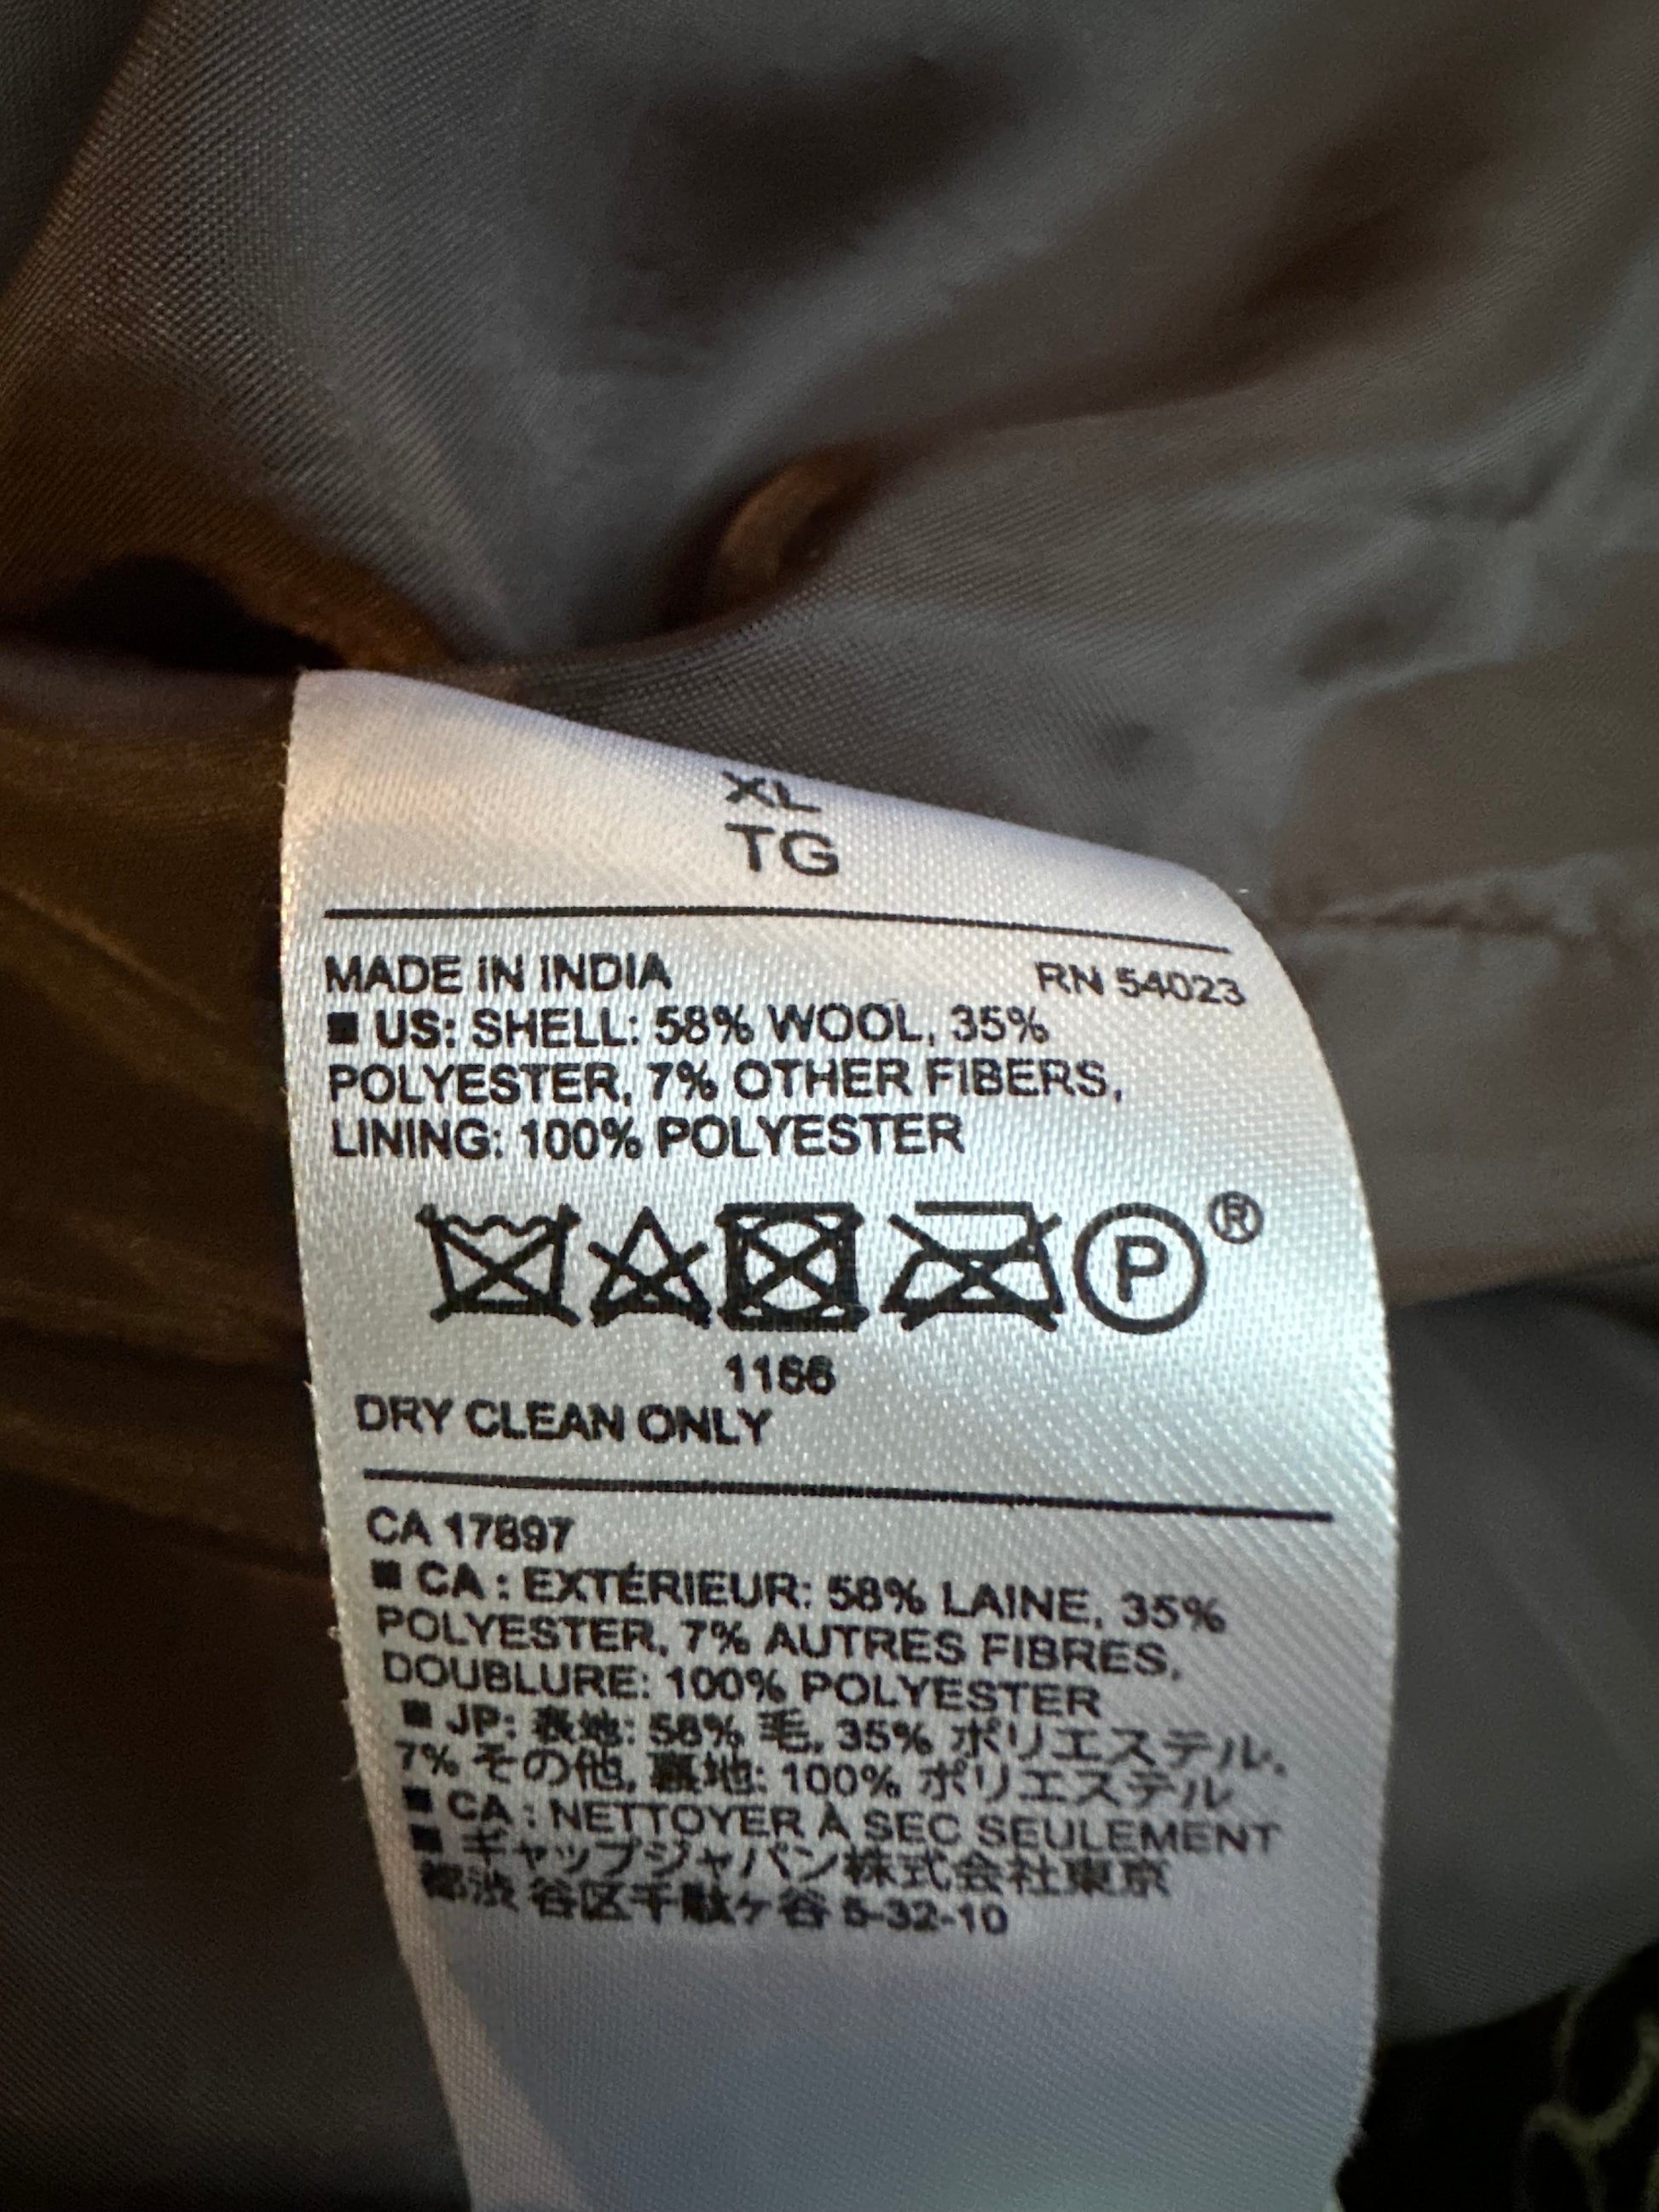 XL
TG
MADE IN INDIA RN 54023
■ US: SHELL: 58% WOOL, 35%
POLYESTER, 7% OTHER FIBERS,
LINING: 100% POLYESTER
P ®
1166
DRY CLEAN ONLY
CA 17897
■ CA : EXTÉRIEUR: 58% LAINE, 35%
POLYESTER, 7% AUTRES FIBRES,
DOUBLURE: 100% POLYESTER
■ JP: 表地: 58% 毛, 35% ポリエステル,
7% その他, 裏地: 100% ポリエステル
■ CA : NETTOYER À SEC SEULEMENT
■ ギャップジャパン株式会社東京
都渋谷区千駄ヶ谷 5-32-10